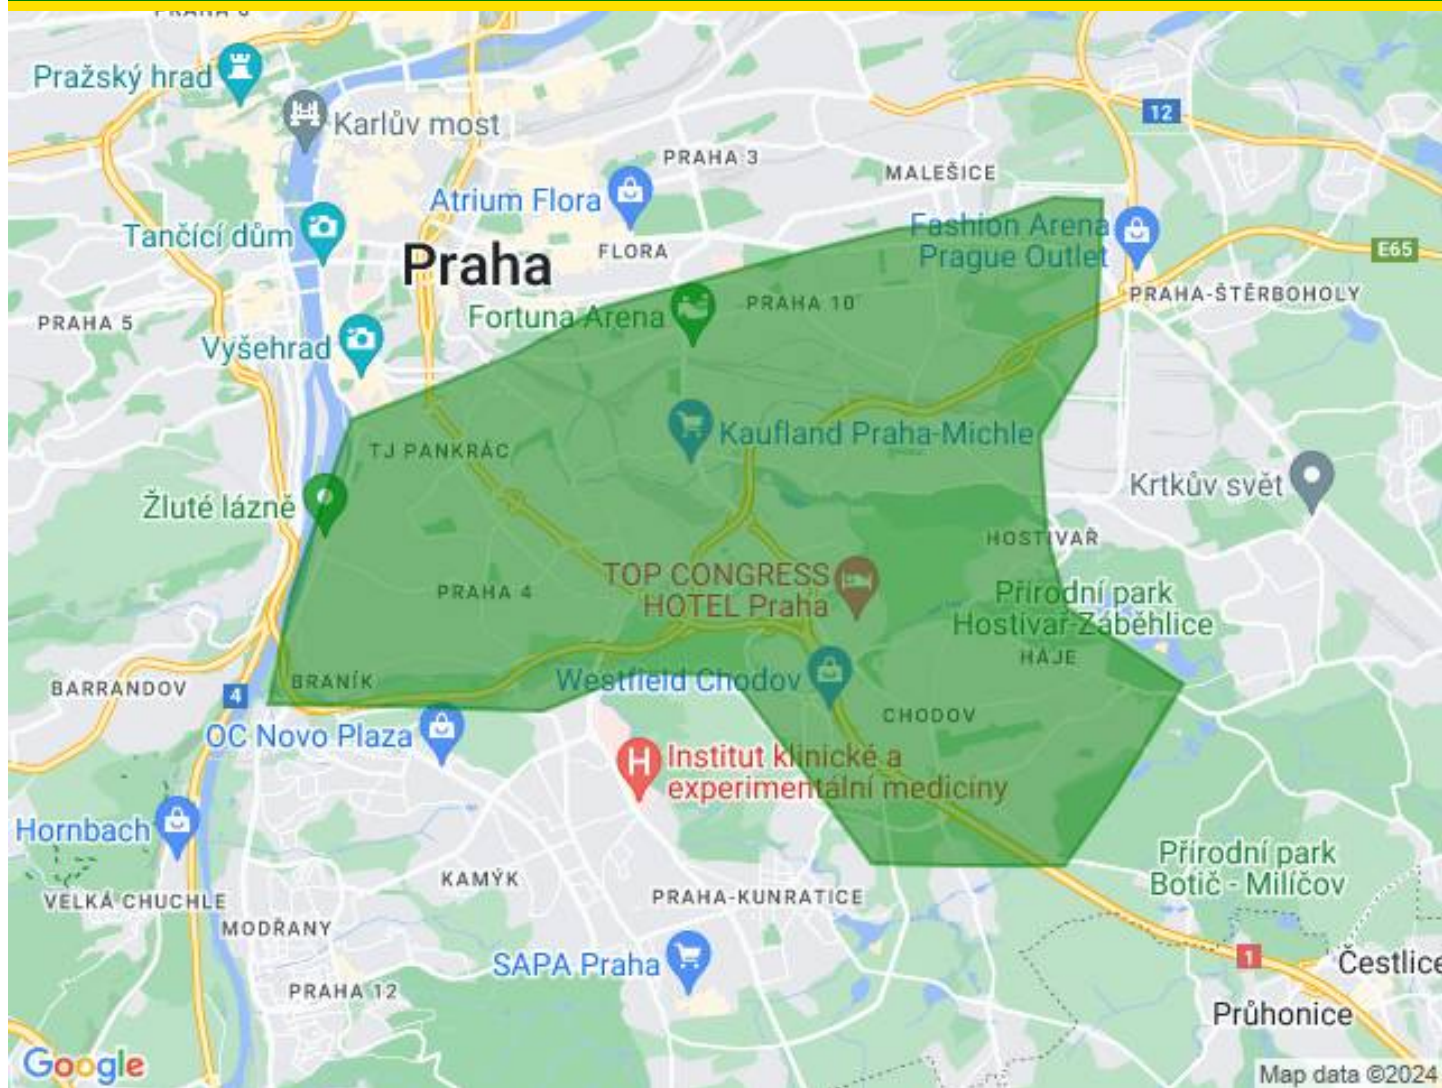 Pražský hrad
Karlův most
12
PRAHA 3
MALEŠICE
Atrium Flora
Tančící dům
Fashion Arena
Prague Outlet
E65
FLORA
Praha
PRAHA-ŠTĚRBOHOLY
PRAHA 10
Fortuna Arena
PRAHA 5
Vyšehrad
TJ PANKRÁC
Kaufland Praha-Michle
Krtkův svět
Žluté lázně
HOSTIVAŘ
TOP CONGRESS
HOTEL Praha
PRAHA 4
Přírodní park
Hostivař-Záběhlice
HÁJE
BARRANDOV
4
BRANÍK
Westfield Chodov
CHODOV
OC Novo Plaza
Institut klinické a
experimentální medicíny
Hornbach
Přírodní park
Botič - Milíčov
KAMÝK
VELKÁ CHUCHLE
PRAHA-KUNRATICE
MODŘANY
SAPA Praha
1
Čestlice
PRAHA 12
Průhonice
Google
Map data ©2024